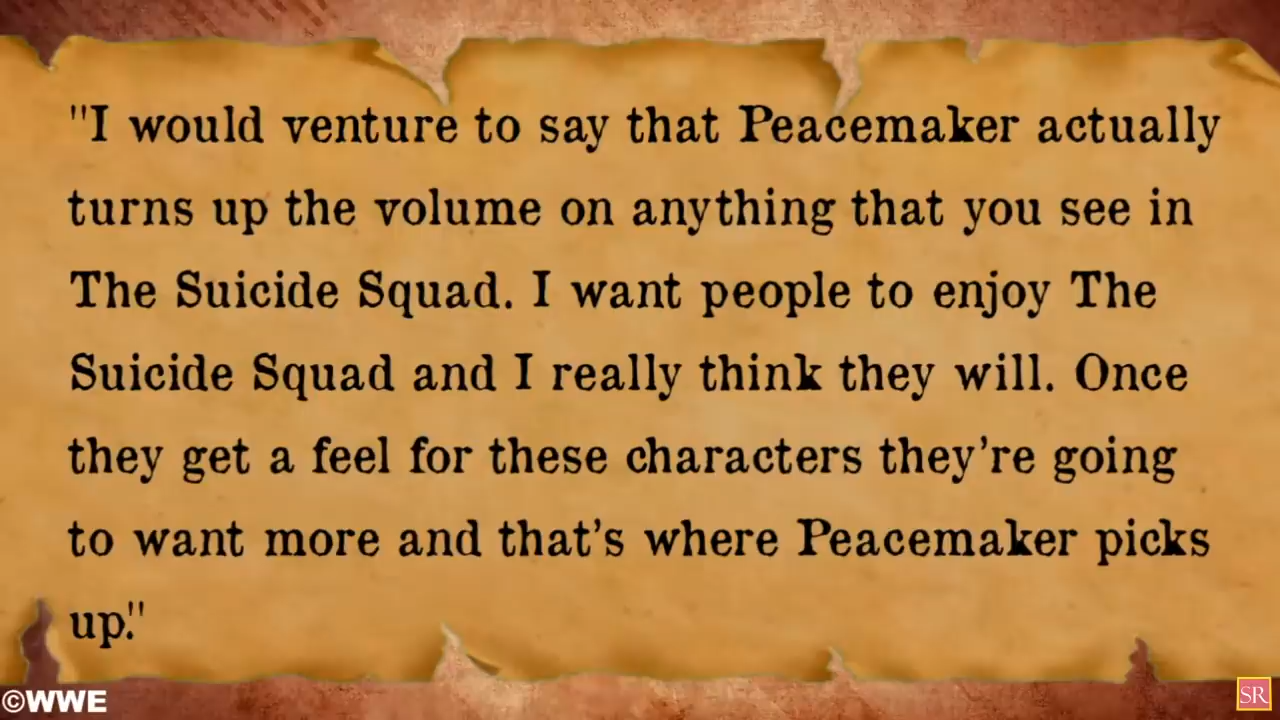 "I would venture to say that Peacemaker actually
turns up the volume on anything that you see in
The Suicide Squad. I want people to enjoy The
Suicide Squad and I really think they will. Once
they get a feel for these characters they're going
to want more and that's where Peacemaker picks
up."
©WWE
SR